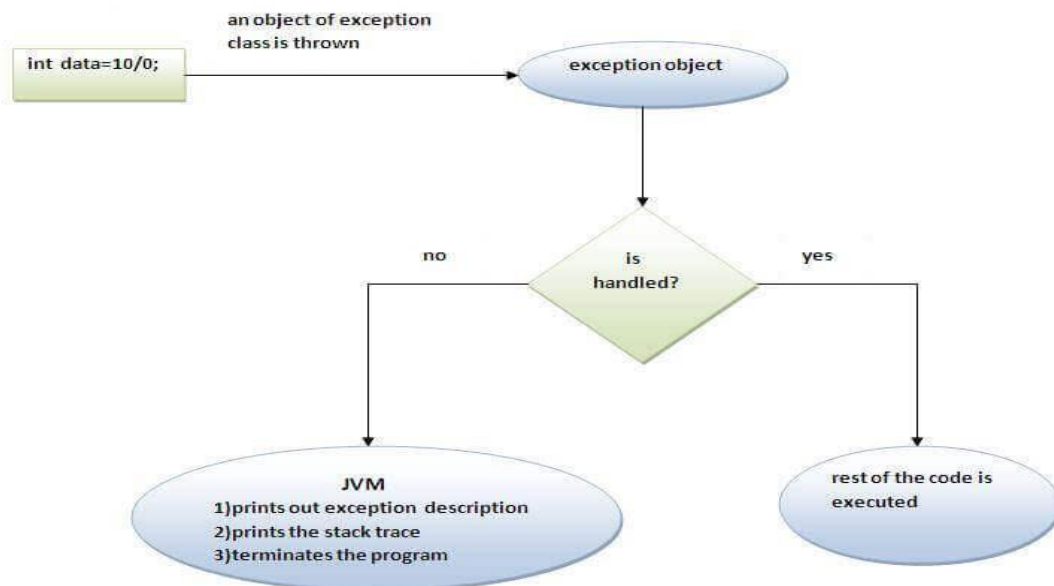 an object of exception
class is thrown
int data=10/0;
exception object
no
is
handled?
yes
JVM
1)prints out exception description
2)prints the stack trace
3)terminates the program
rest of the code is
executed